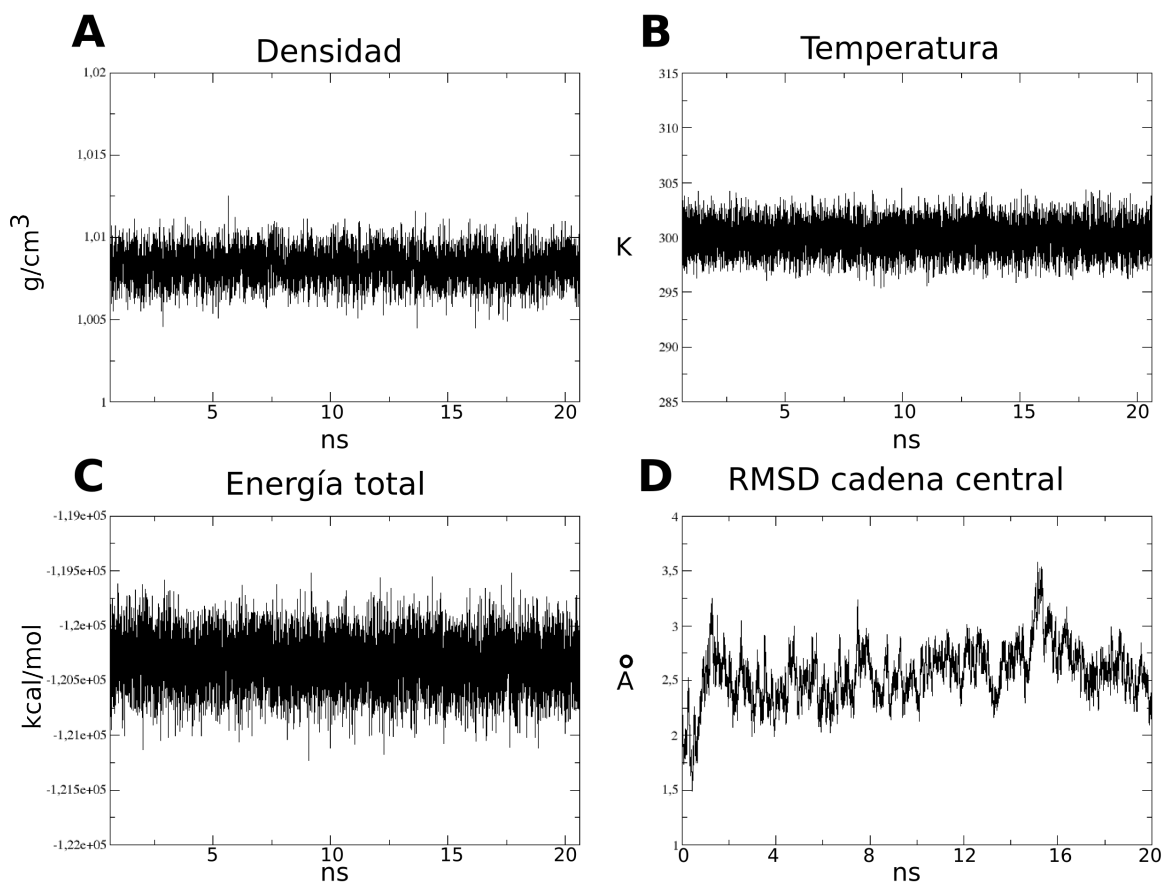 A
Densidad
1,02
1,015
1,01
1,005
1
g/cm³
5
10
15
20
ns
B
Temperatura
315
310
305
300
295
290
285
K
5
10
15
20
ns
C
Energía total
-1,19e+05
-1,195e+05
-1,2e+05
-1,205e+05
-1,21e+05
-1,215e+05
-1,22e+05
kcal/mol
5
10
15
20
ns
D
RMSD cadena central
4
3,5
3
2,5
2
1,5
1
Å
0
4
8
12
16
20
ns